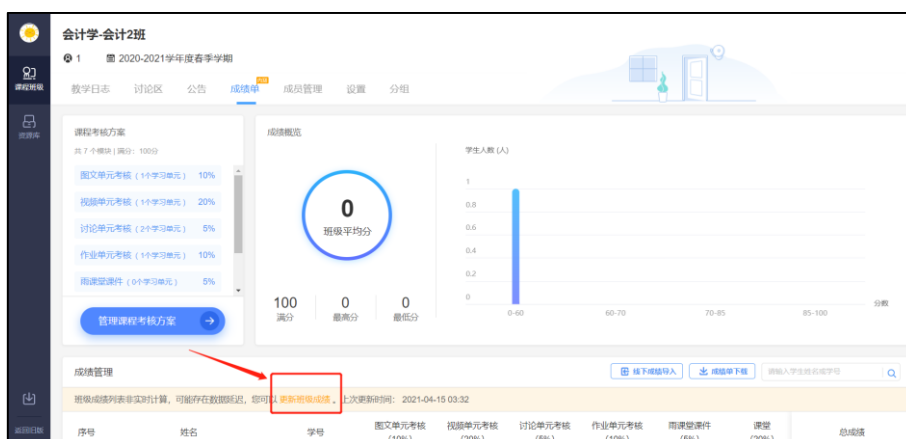 会计学-会计2班
1 2020-2021学年度春季学期
课程班级
教学日志 讨论区 公告 成绩单 成员管理 设置 分组
资源库
课程考核方案
共 7 个模块 | 满分：100分
图文单元考核（1个学习单元） 10%
视频单元考核（1个学习单元） 20%
讨论单元考核（2个学习单元） 5%
作业单元考核（1个学习单元） 10%
雨课堂课件（0个学习单元） 5%
管理课程考核方案
成绩概览
0
班级平均分
100 0 0
满分 最高分 最低分
学生人数 (人)
1
0.8
0.6
0.4
0.2
0
0-60 60-70 70-85 85-100
分数
成绩管理
线下成绩导入 成绩单下载 请输入学生姓名或学号
班级成绩列表非实时计算，可能存在数据延迟，您可以 更新班级成绩 。上次更新时间： 2021-04-15 03:32
返回旧版
序号 姓名 学号 图文单元考核 视频单元考核 讨论单元考核 作业单元考核 雨课堂课件 课堂 总成绩
(10%) (20%) (5%) (10%) (5%) (20%)